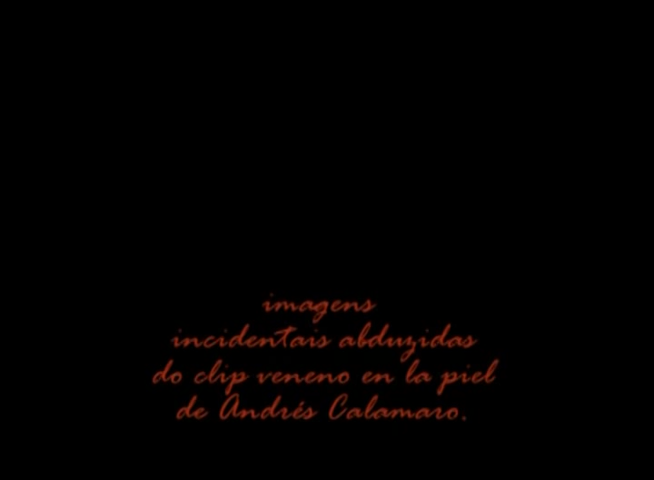 imagens
incidentais abduzidas
do clip veneno en la piel
de Andrés Calamaro.